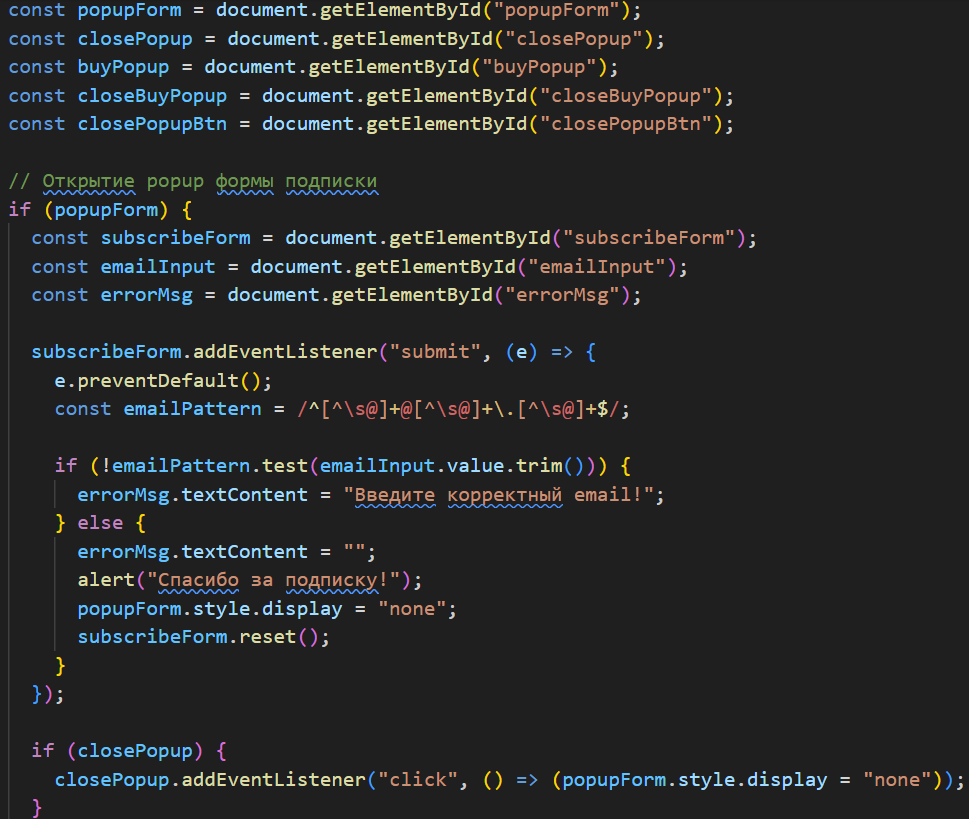 const popupForm = document.getElementById("popupForm");
const closePopup = document.getElementById("closePopup");
const buyPopup = document.getElementById("buyPopup");
const closeBuyPopup = document.getElementById("closeBuyPopup");
const closePopupBtn = document.getElementById("closePopupBtn");

// Открытие popup формы подписки
if (popupForm) {
  const subscribeForm = document.getElementById("subscribeForm");
  const emailInput = document.getElementById("emailInput");
  const errorMsg = document.getElementById("errorMsg");

  subscribeForm.addEventListener("submit", (e) => {
    e.preventDefault();
    const emailPattern = /^[^\s@]+@[^\s@]+\.[^\s@]+$/;

    if (!emailPattern.test(emailInput.value.trim())) {
      errorMsg.textContent = "Введите корректный email!";
    } else {
      errorMsg.textContent = "";
      alert("Спасибо за подписку!");
      popupForm.style.display = "none";
      subscribeForm.reset();
    }
  });

  if (closePopup) {
    closePopup.addEventListener("click", () => (popupForm.style.display = "none"));
  }